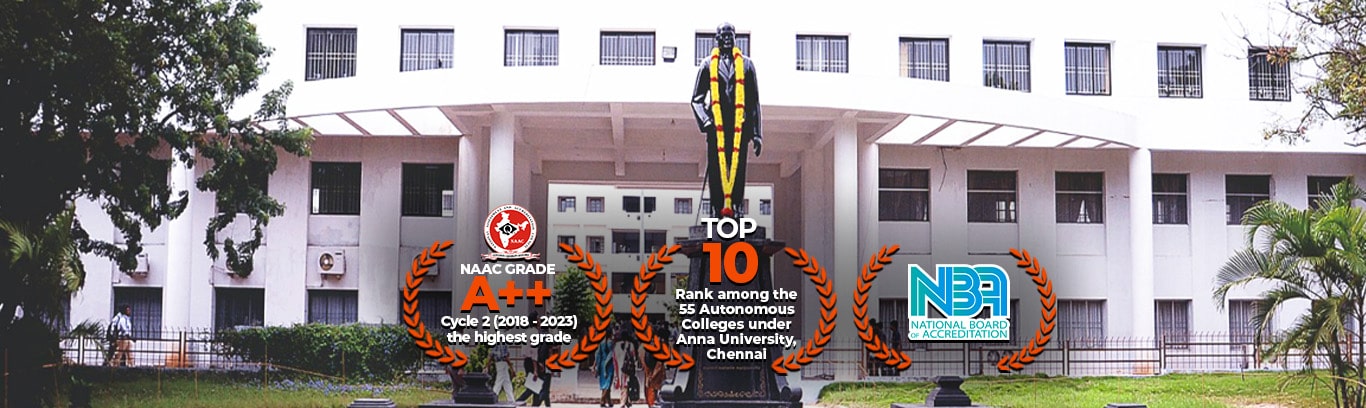 NAAC
NAAC GRADE
A++
Cycle 2 (2018 - 2023)
the highest grade
TOP
10
Rank among the
55 Autonomous
Colleges under
Anna University,
Chennai
NBA
NATIONAL BOARD
OF ACCREDITATION